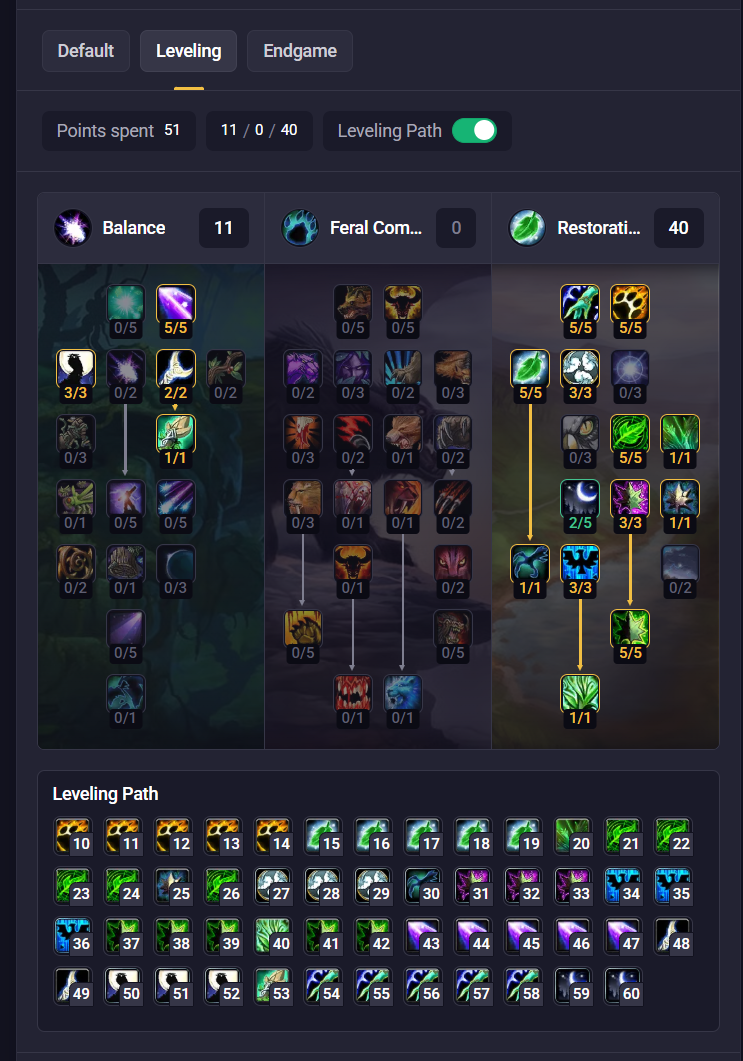 Default Leveling Endgame
Points spent 51 11 / 0 / 40 Leveling Path
Balance 11 Feral Com... 0 Restorati... 40
0/5 5/5 0/5 0/5 5/5 5/5
3/3 0/2 2/2 0/2 0/2 0/3 0/2 0/3 5/5 3/3 0/3
0/3 1/1 0/3 0/2 0/1 0/2 0/3 5/5 1/1
0/1 0/5 0/5 0/3 0/1 0/1 0/2 2/5 3/3 1/1
0/2 0/1 0/3 0/1 0/2 1/1 3/3 0/2
0/5 0/5 0/5 5/5
0/1 0/1 0/1 1/1
Leveling Path
10 11 12 13 14 15 16 17 18 19 20 21 22
23 24 25 26 27 28 29 30 31 32 33 34 35
36 37 38 39 40 41 42 43 44 45 46 47 48
49 50 51 52 53 54 55 56 57 58 59 60